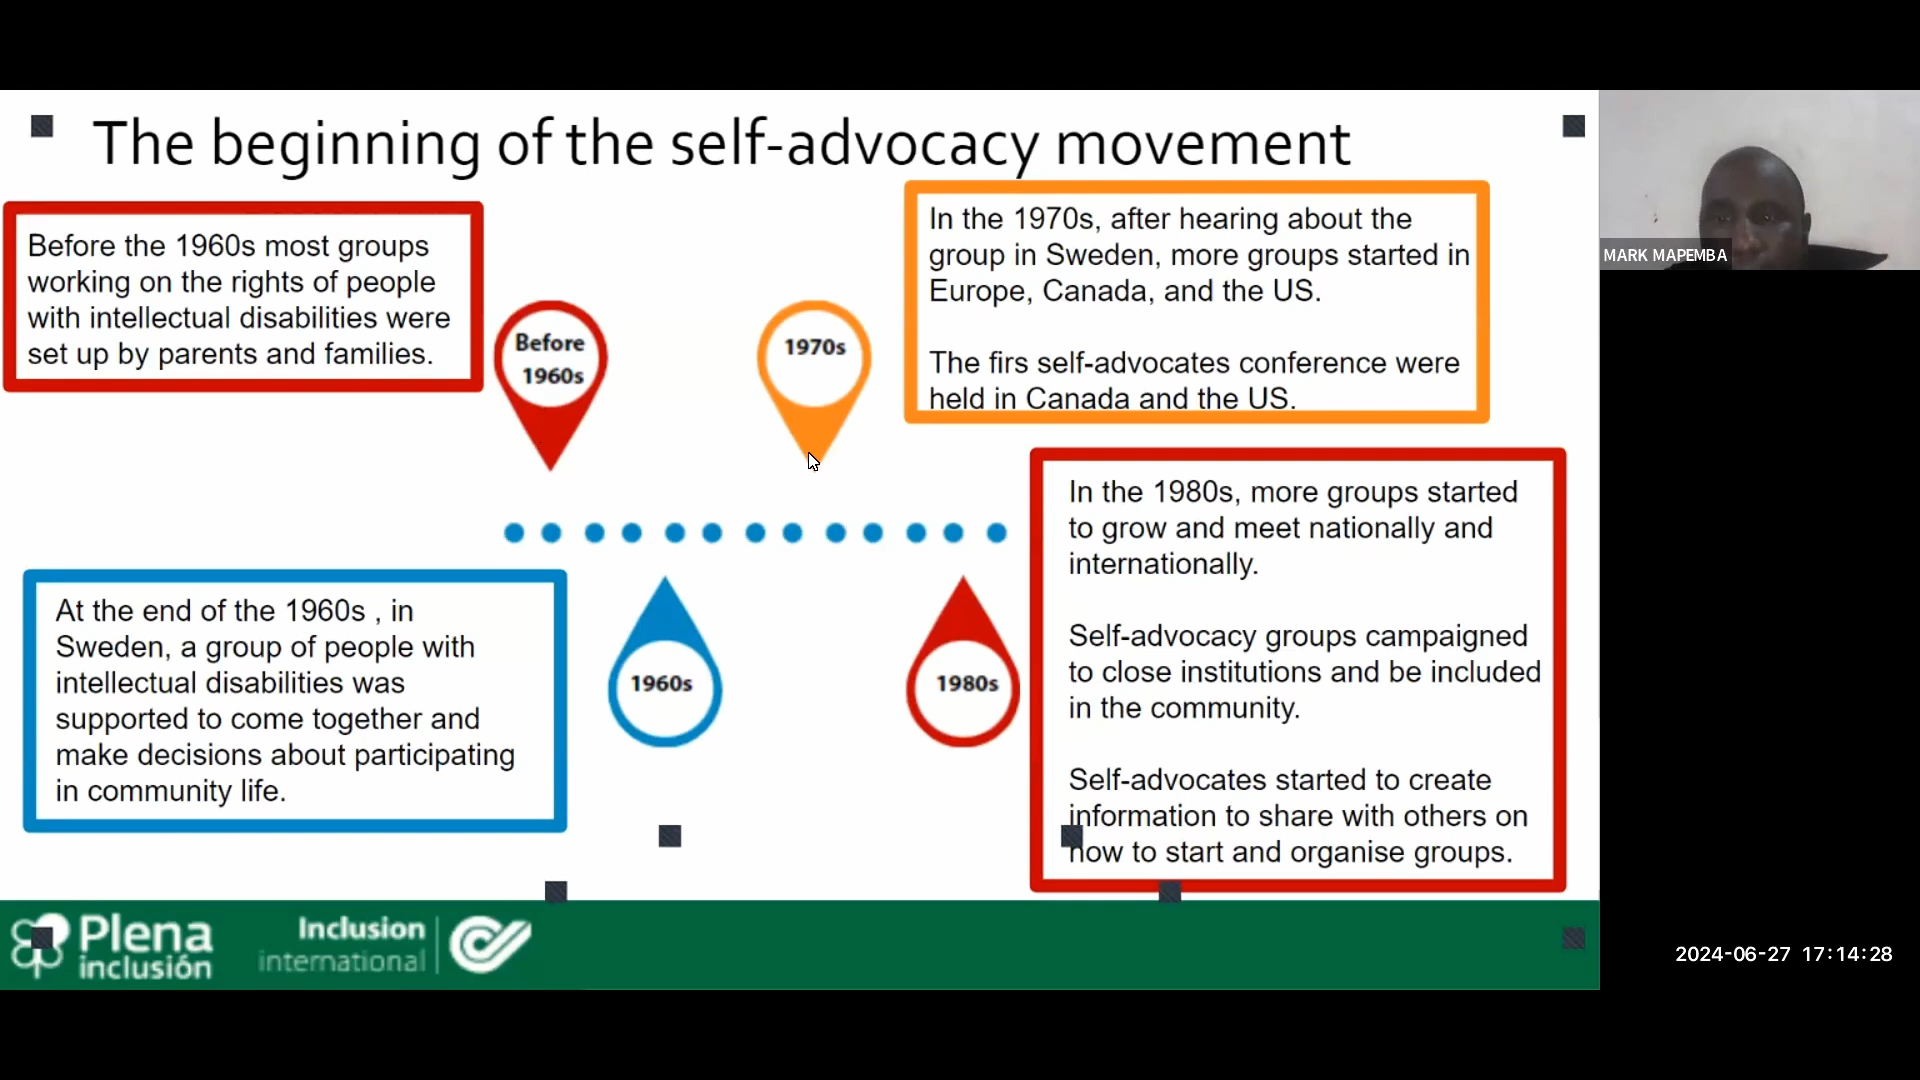 The beginning of the self-advocacy movement
Before the 1960s most groups
working on the rights of people
with intellectual disabilities were
set up by parents and families.
Before
1960s
1970s
In the 1970s, after hearing about the
group in Sweden, more groups started in
Europe, Canada, and the US.
The firs self-advocates conference were
held in Canada and the US.
At the end of the 1960s , in
Sweden, a group of people with
intellectual disabilities was
supported to come together and
make decisions about participating
in community life.
1960s
1980s
In the 1980s, more groups started
to grow and meet nationally and
internationally.
Self-advocacy groups campaigned
to close institutions and be included
in the community.
Self-advocates started to create
information to share with others on
how to start and organise groups.
Plena
inclusión
Inclusion
international
MARK MAPEMBA
2024-06-27 17:14:28